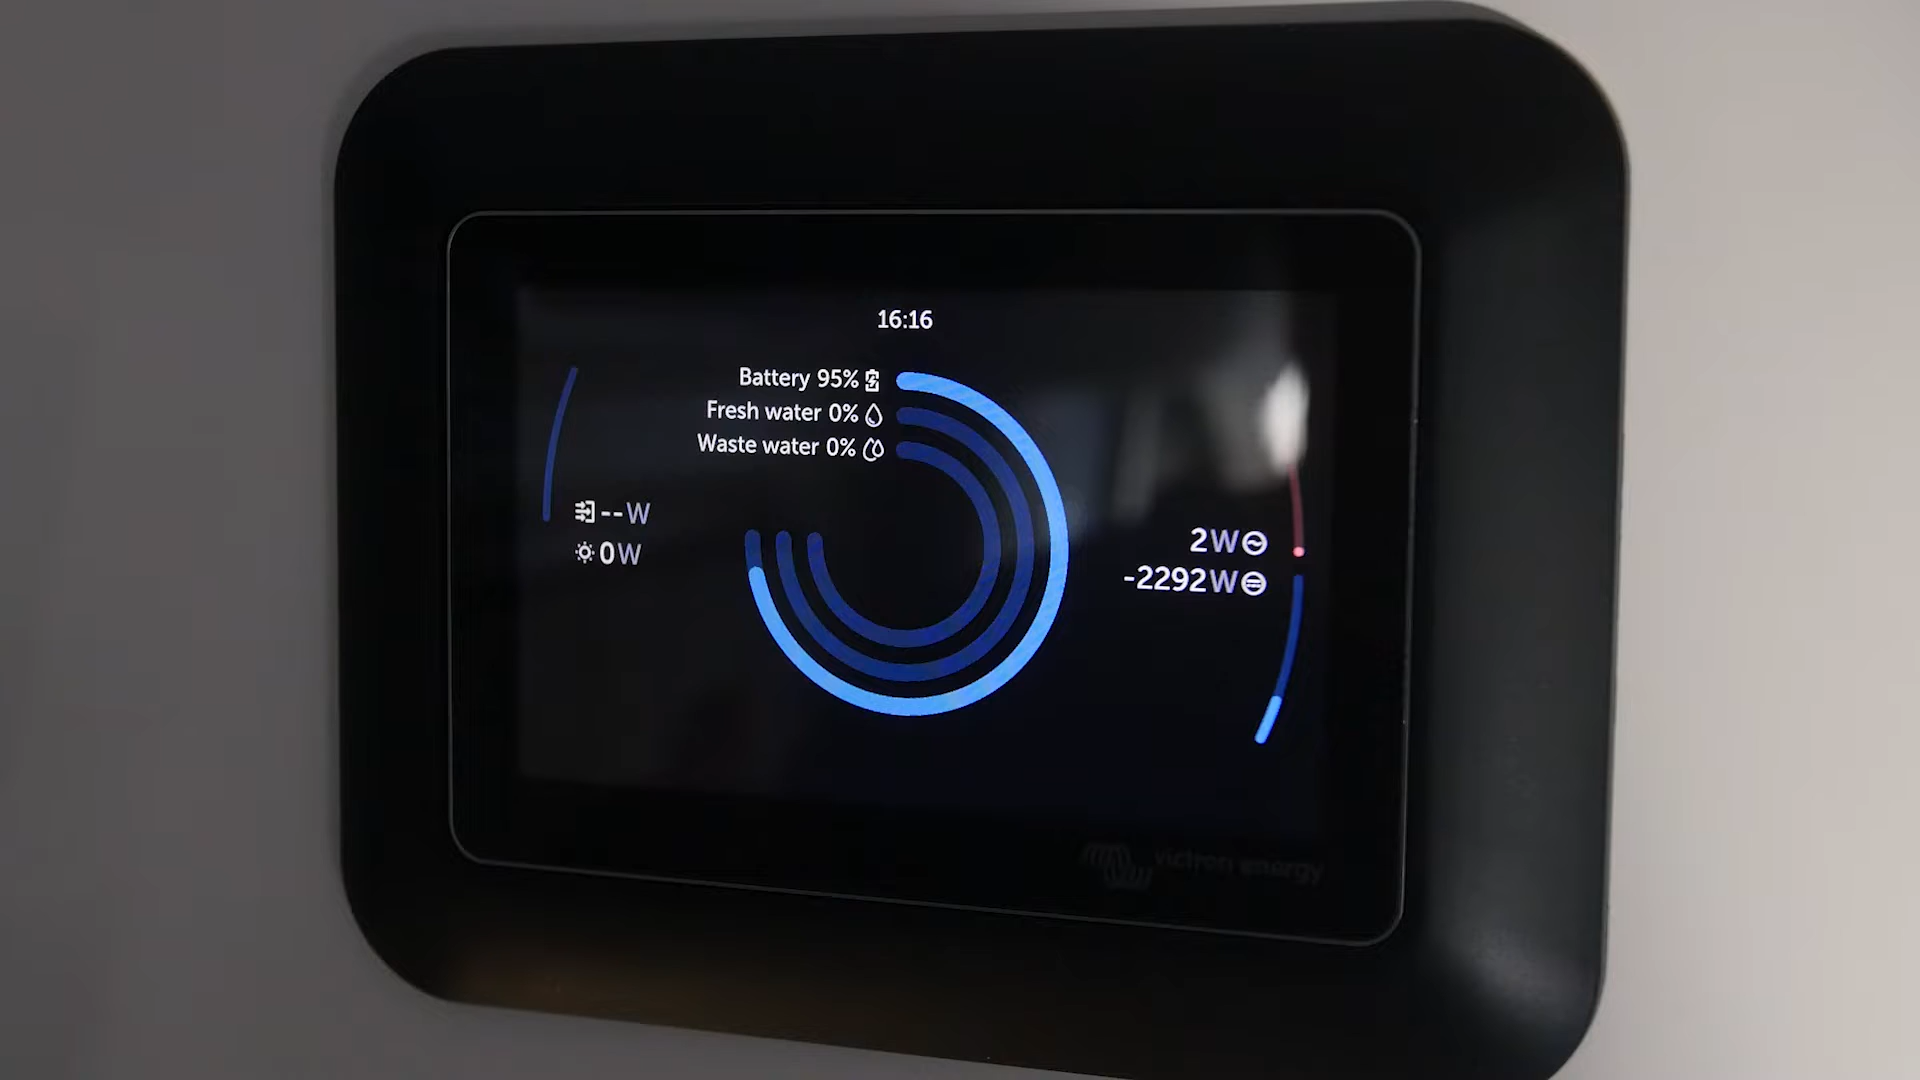 16:16
Battery 95%
Fresh water 0%
Waste water 0%
--W
0W
2W
-2292W
victron energy